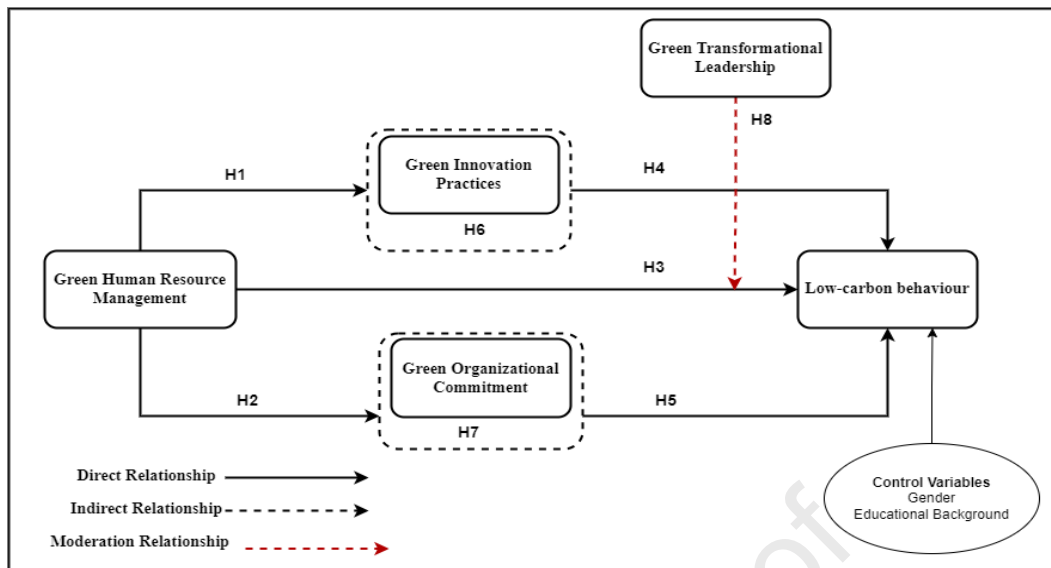 Green Transformational
Leadership
H8
Green Innovation
Practices
H1
H4
H6
Green Human Resource
Management
H3
Low-carbon behaviour
Green Organizational
Commitment
H2
H5
H7
Direct Relationship
Indirect Relationship
Moderation Relationship
Control Variables
Gender
Educational Background
of